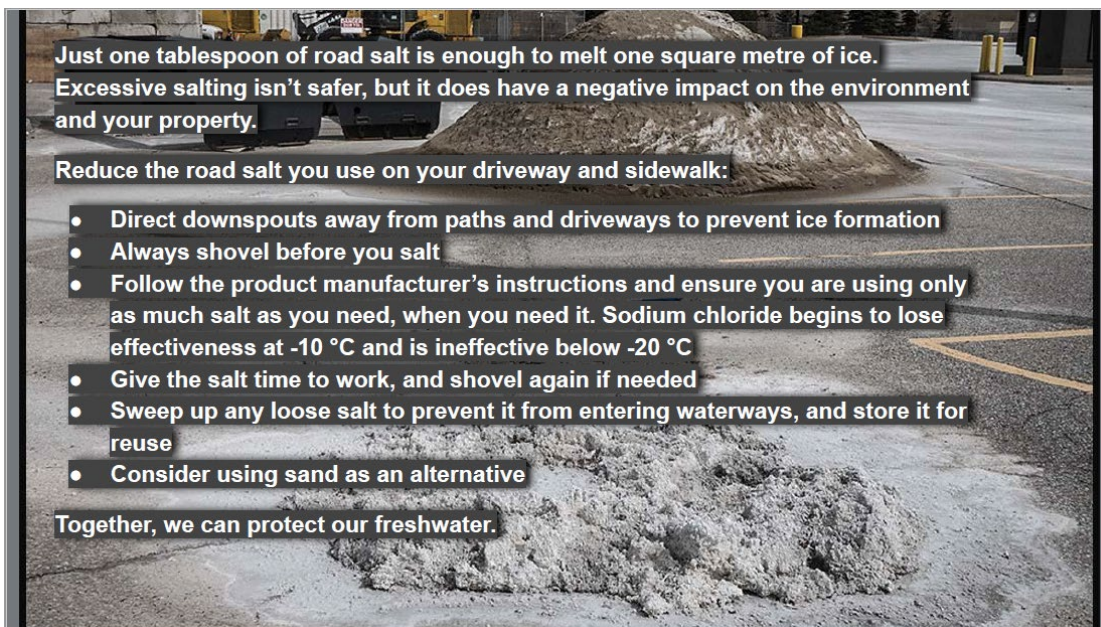 Just one tablespoon of road salt is enough to melt one square metre of ice.
Excessive salting isn't safer, but it does have a negative impact on the environment
and your property.
Reduce the road salt you use on your driveway and sidewalk:
● Direct downspouts away from paths and driveways to prevent ice formation
● Always shovel before you salt
● Follow the product manufacturer's instructions and ensure you are using only
as much salt as you need, when you need it. Sodium chloride begins to lose
effectiveness at -10 °C and is ineffective below -20 °C
● Give the salt time to work, and shovel again if needed
● Sweep up any loose salt to prevent it from entering waterways, and store it for
reuse
● Consider using sand as an alternative
Together, we can protect our freshwater.